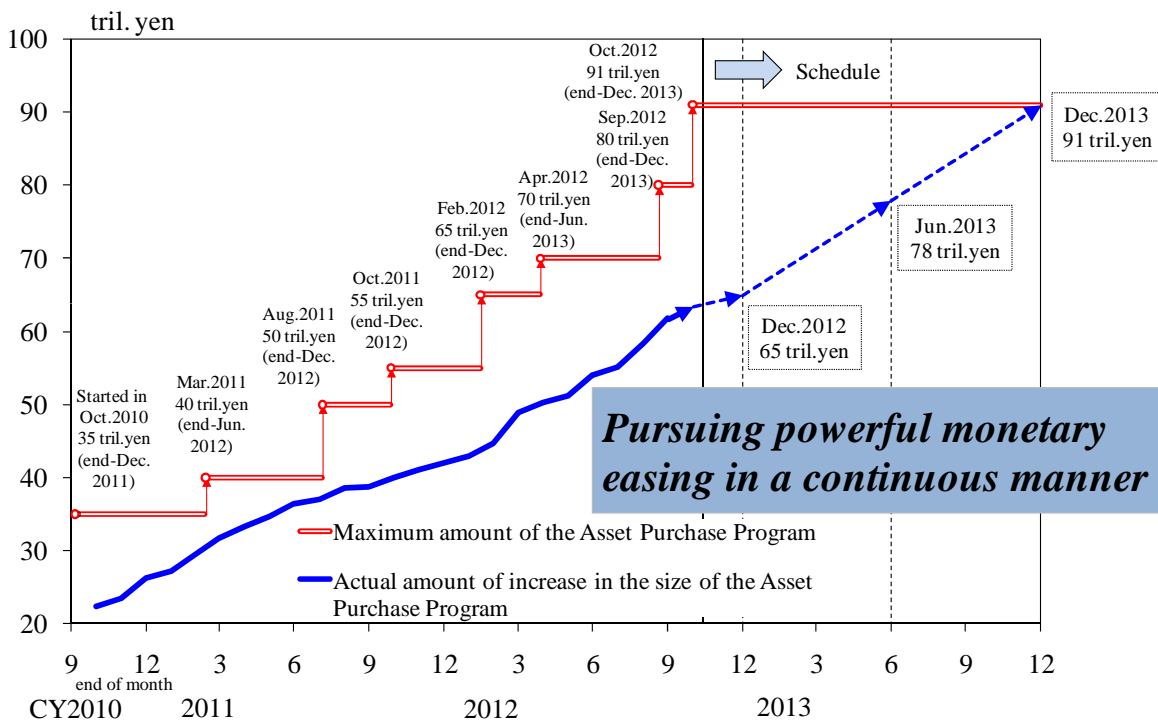 tril. yen
100
90
80
70
60
50
40
30
20
Started in
Oct.2010
35 tril.yen
(end-Dec.
2011)
Mar.2011
40 tril.yen
(end-Jun.
2012)
Aug.2011
50 tril.yen
(end-Dec.
2012)
Oct.2011
55 tril.yen
(end-Dec.
2012)
Feb.2012
65 tril.yen
(end-Dec.
2012)
Apr.2012
70 tril.yen
(end-Jun.
2013)
Sep.2012
80 tril.yen
(end-Dec.
2013)
Oct.2012
91 tril.yen
(end-Dec. 2013)
Schedule
Dec.2013
91 tril.yen
Jun.2013
78 tril.yen
Dec.2012
65 tril.yen
Pursuing powerful monetary
easing in a continuous manner
Maximum amount of the Asset Purchase Program
Actual amount of increase in the size of the Asset
Purchase Program
9 12 3 6 9 12 3 6 9 12 3 6 9 12
end of month
CY2010 2011 2012 2013